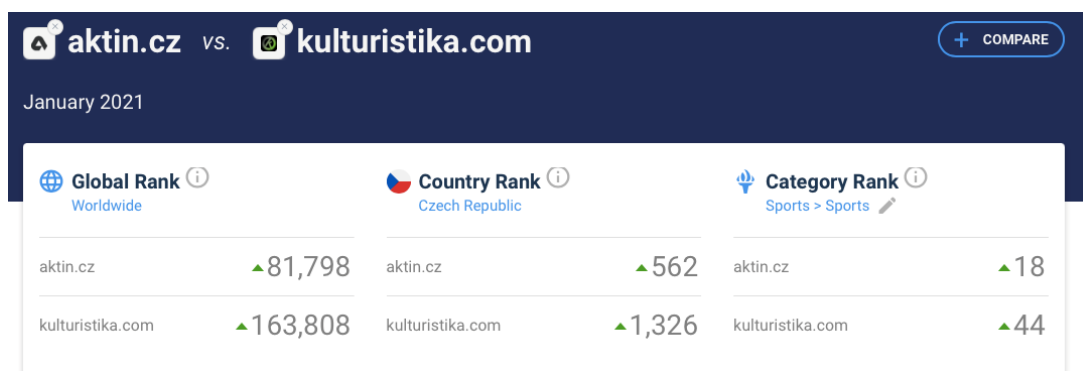 aktin.cz vs. kulturistika.com
+ COMPARE
January 2021
Global Rank
Worldwide
aktin.cz 81,798
kulturistika.com 163,808
Country Rank
Czech Republic
aktin.cz 562
kulturistika.com 1,326
Category Rank
Sports > Sports
aktin.cz 18
kulturistika.com 44